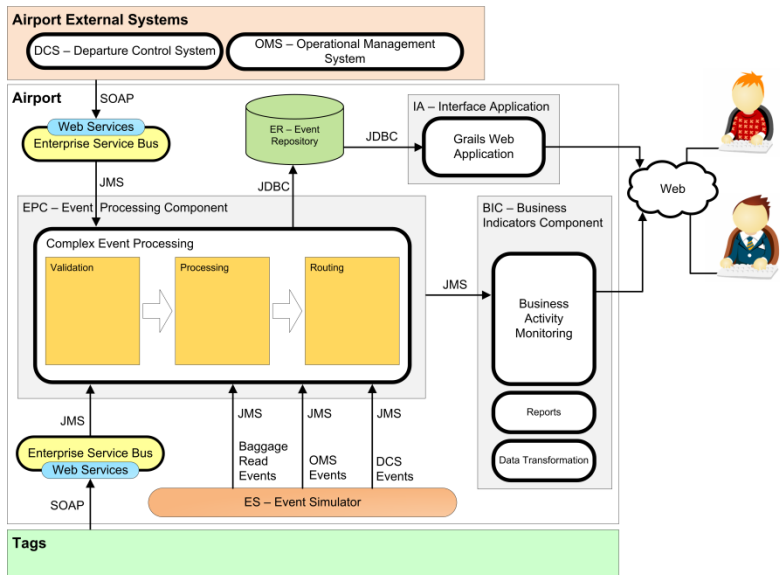 Airport External Systems
DCS – Departure Control System
OMS – Operational Management
System
Airport
SOAP
Web Services
Enterprise Service Bus
JMS
ER – Event
Repository
JDBC
JDBC
IA – Interface Application
Grails Web
Application
Web
EPC – Event Processing Component
Complex Event Processing
Validation
Processing
Routing
JMS
BIC – Business
Indicators Component
Business
Activity
Monitoring
Reports
Data Transformation
JMS
Enterprise Service Bus
Web Services
SOAP
JMS
Baggage
Read
Events
JMS
OMS
Events
JMS
DCS
Events
ES – Event Simulator
Tags